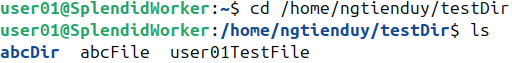 user01@SplendidWorker:~$ cd /home/ngtienduy/testDir
user01@SplendidWorker:/home/ngtienduy/testDir$ ls
abcDir  abcFile  user01TestFile